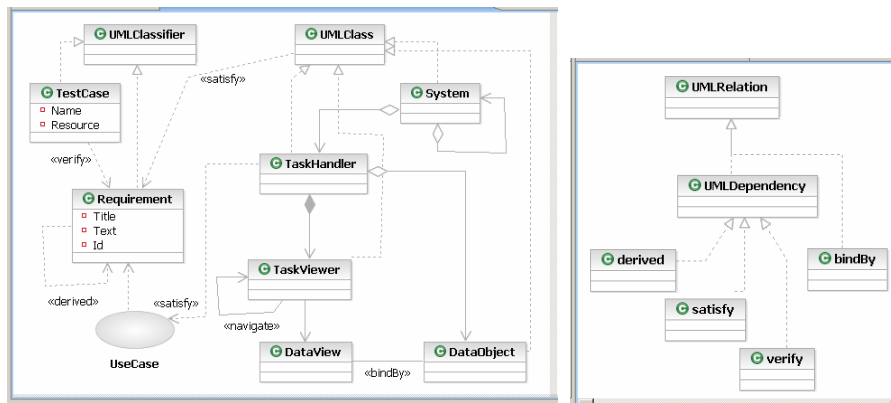 UMLClassifier
UMLClass
TestCase
Name
Resource
«satisfy»
System
«verify»
TaskHandler
Requirement
Title
Text
Id
«derived»
«satisfy»
TaskViewer
«navigate»
UseCase
DataView
«bindBy»
DataObject
UMLRelation
UMLDependency
derived
bindBy
satisfy
verify